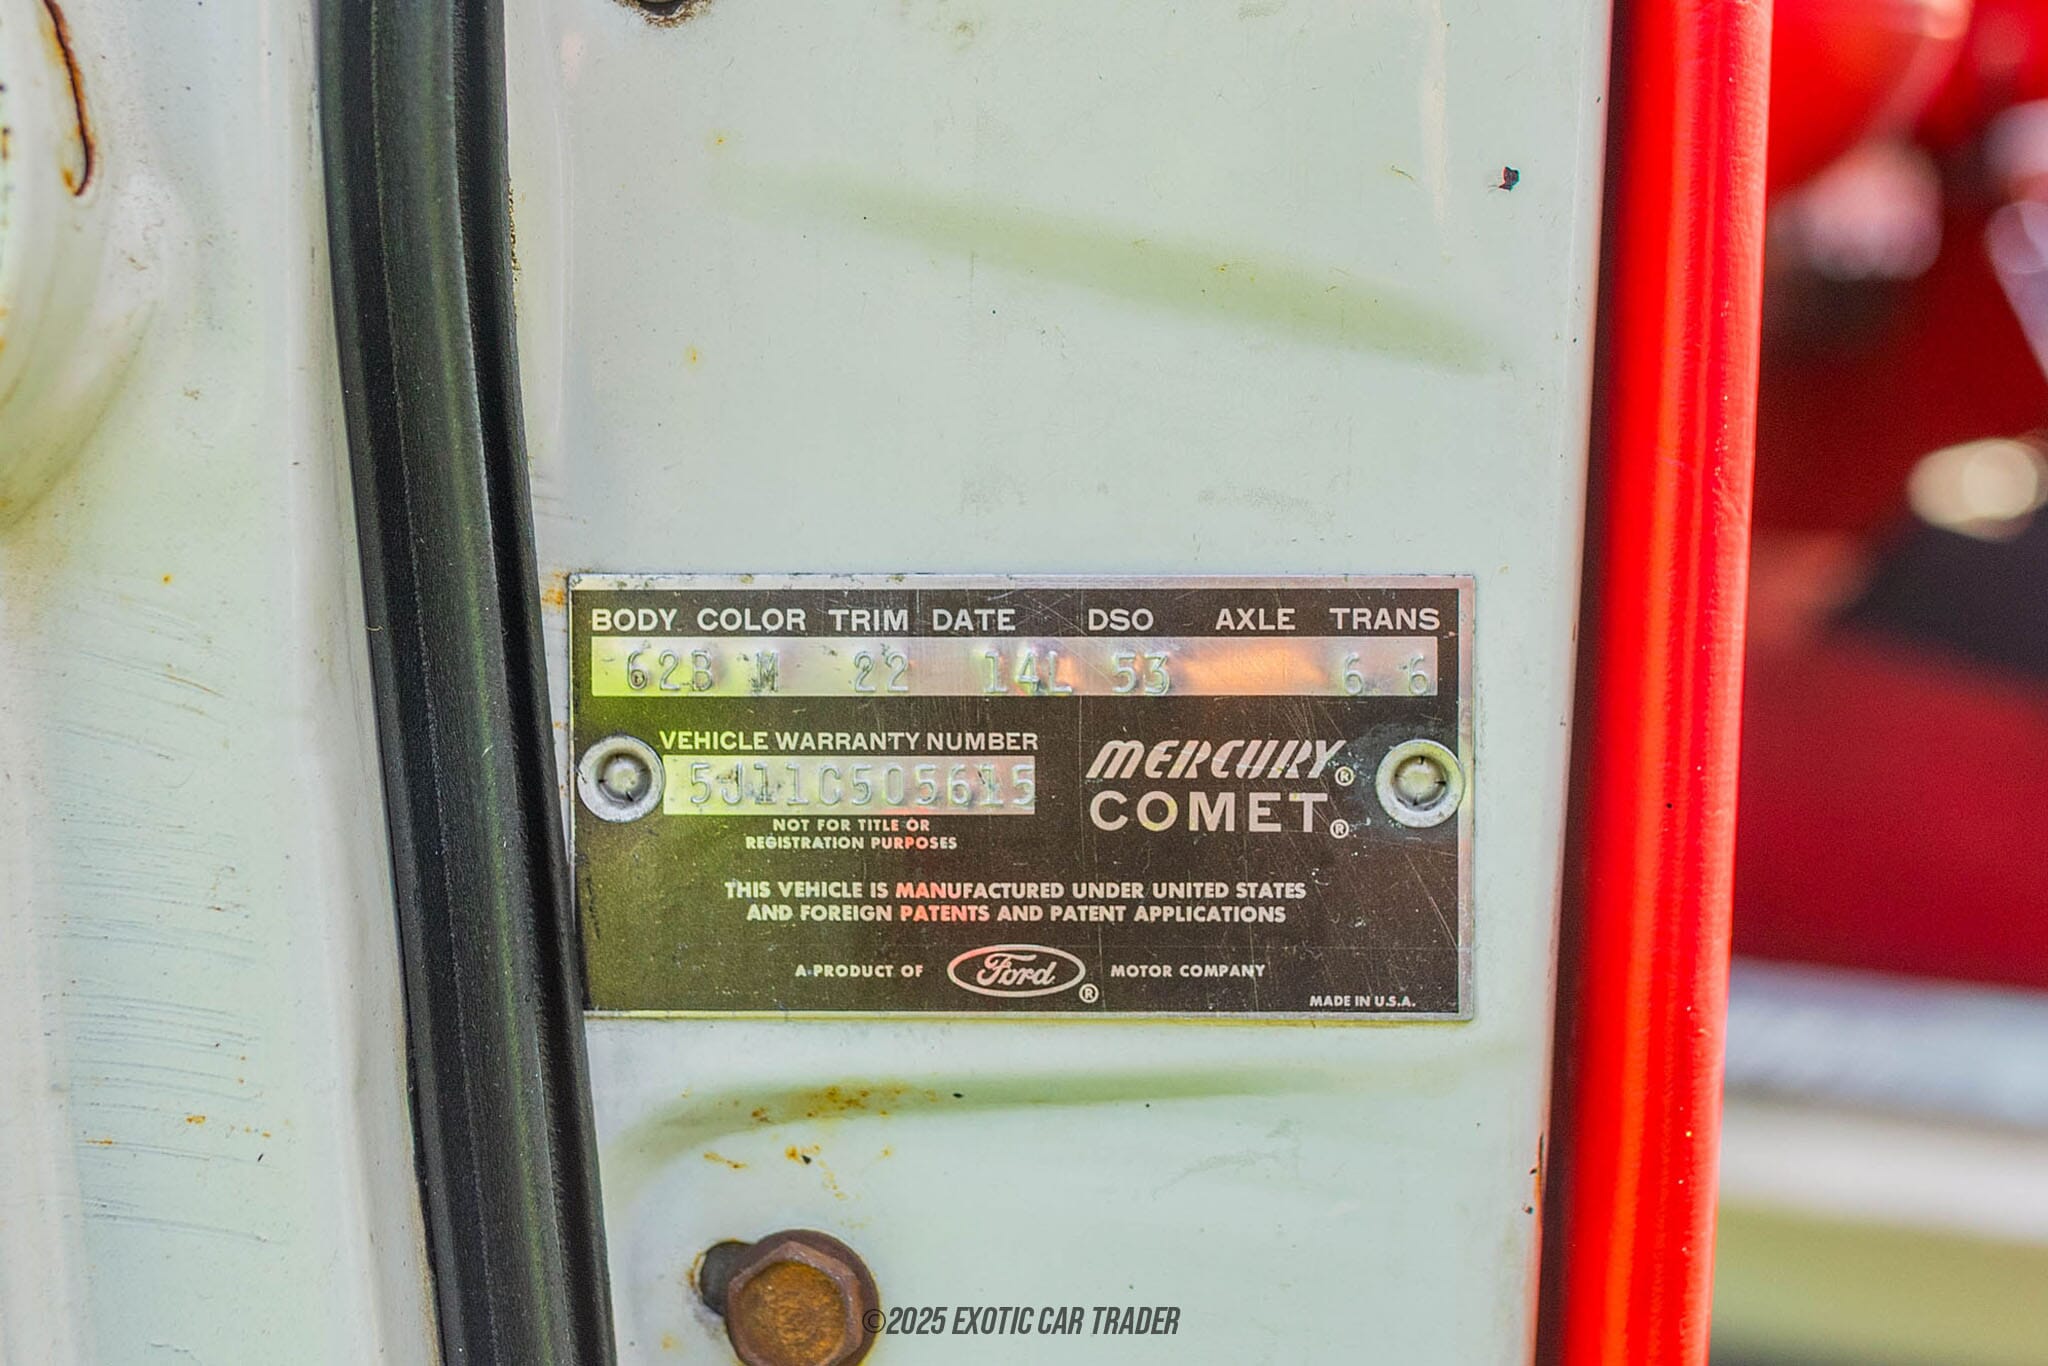 BODY COLOR TRIM DATE DSO AXLE TRANS
62B M 22 14L 53 6 6
VEHICLE WARRANTY NUMBER
5J11C505615
MERCURY®
COMET®
NOT FOR TITLE OR
REGISTRATION PURPOSES
THIS VEHICLE IS MANUFACTURED UNDER UNITED STATES
AND FOREIGN PATENTS AND PATENT APPLICATIONS
A PRODUCT OF Ford® MOTOR COMPANY
MADE IN U.S.A.
©2025 EXOTIC CAR TRADER